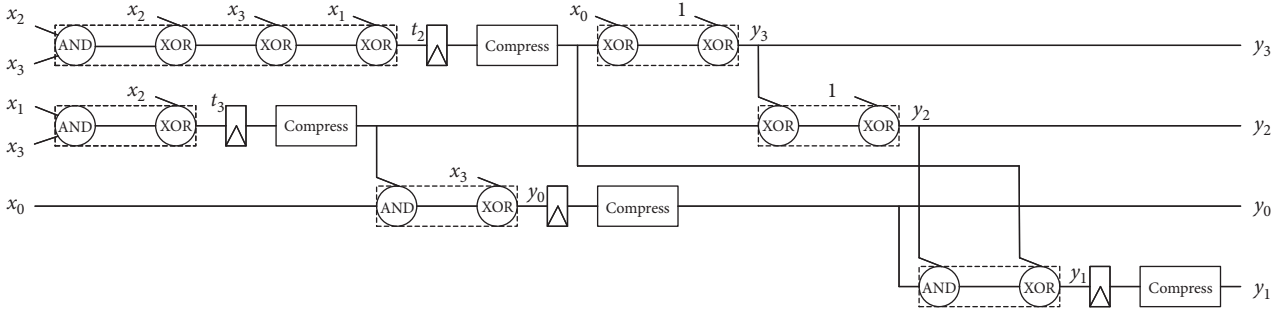 x₂ x₂ x₃ x₁ t₂ x₀ 1
AND XOR XOR XOR Compress XOR XOR y₃ y₃
x₃
x₁ x₂ t₃ 1 y₂
AND XOR Compress XOR XOR y₂
x₃
x₃ y₀
x₀ AND XOR Compress y₀
y₁
AND XOR Compress y₁